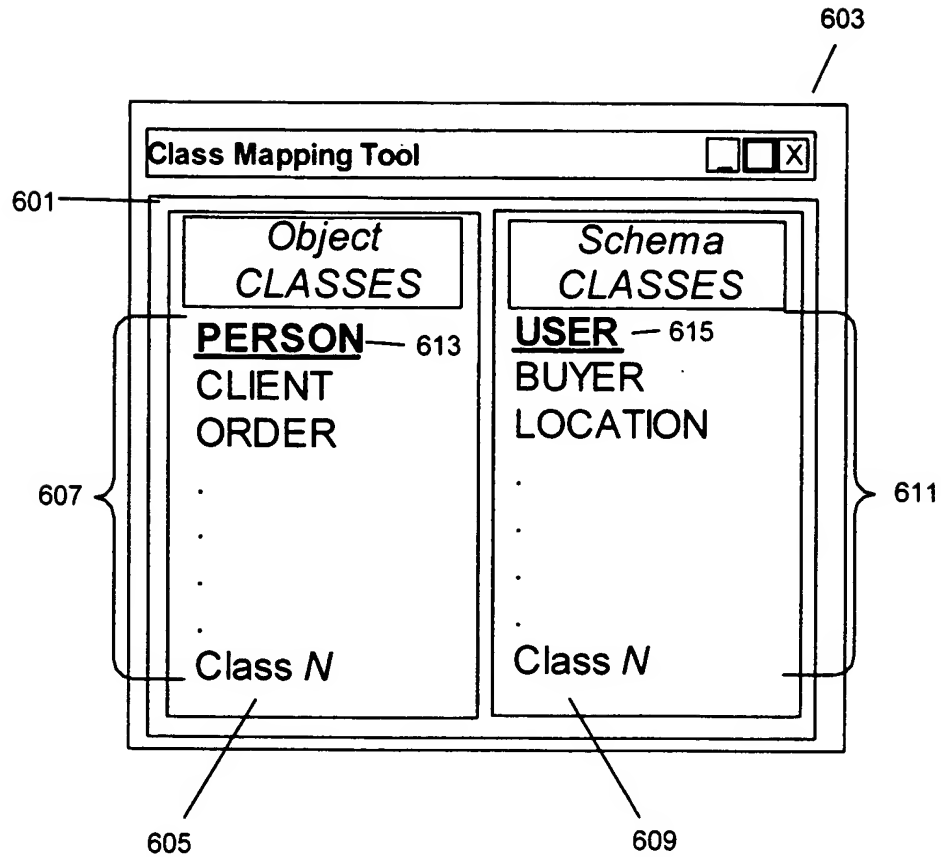 603
Class Mapping Tool
_ X
601
Object
CLASSES
Schema
CLASSES
PERSON 613
USER 615
CLIENT
BUYER
ORDER
LOCATION
607
611
.
.
.
.
.
.
.
.
Class N
Class N
605
609